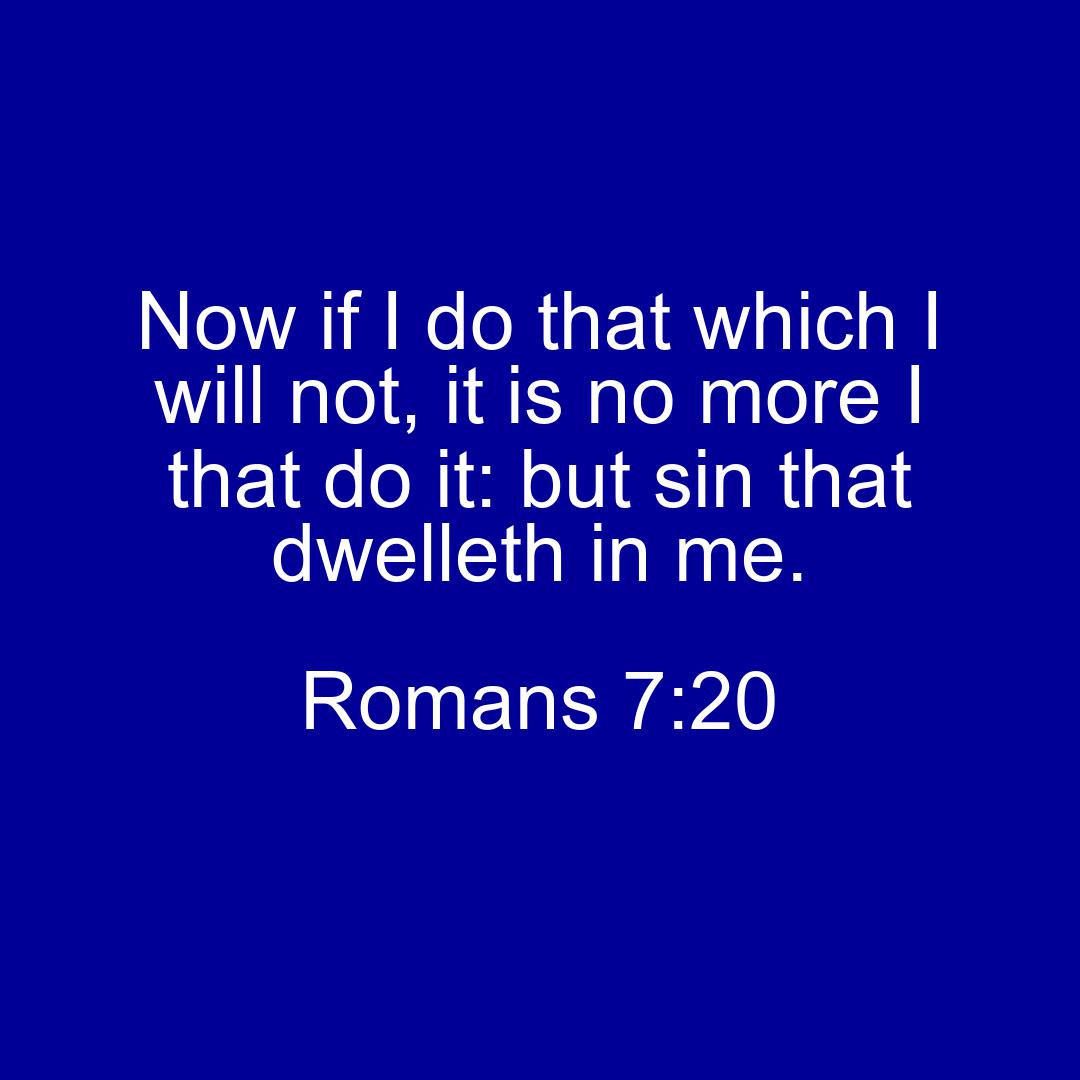 Now if I do that which I
will not, it is no more I
that do it: but sin that
dwelleth in me.
Romans 7:20